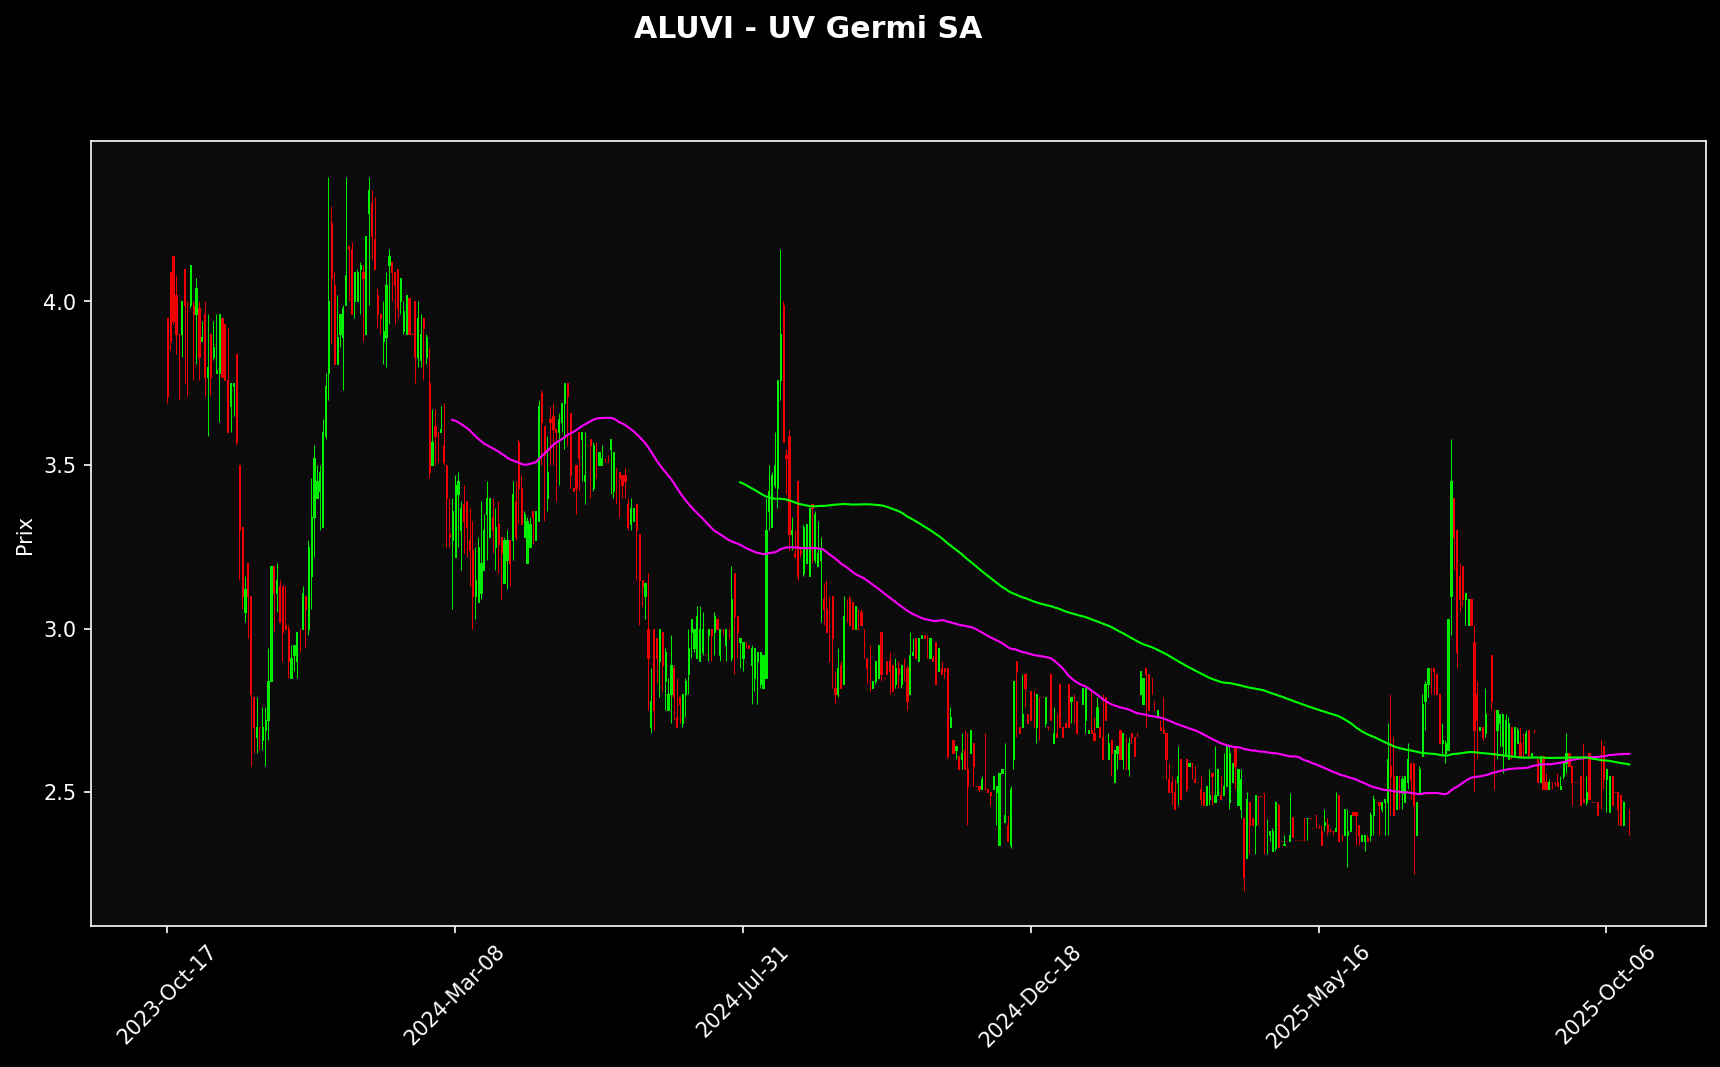 ALUVI - UV Germi SA
Prix
4.0
3.5
3.0
2.5
2023-Oct-17
2024-Mar-08
2024-Jul-31
2024-Dec-18
2025-May-16
2025-Oct-06